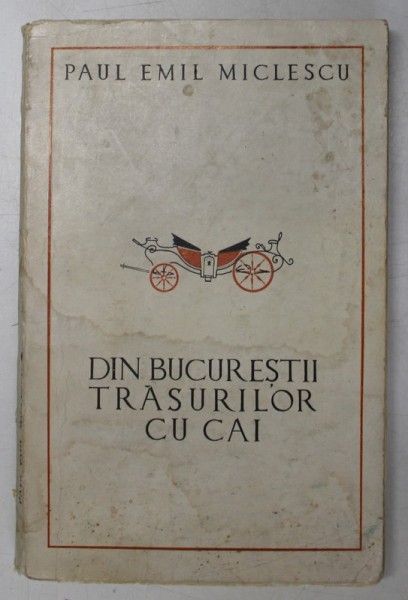 PAUL EMIL MICLESCU
DIN BUCUREȘTII
TRĂSURILOR
CU CAI